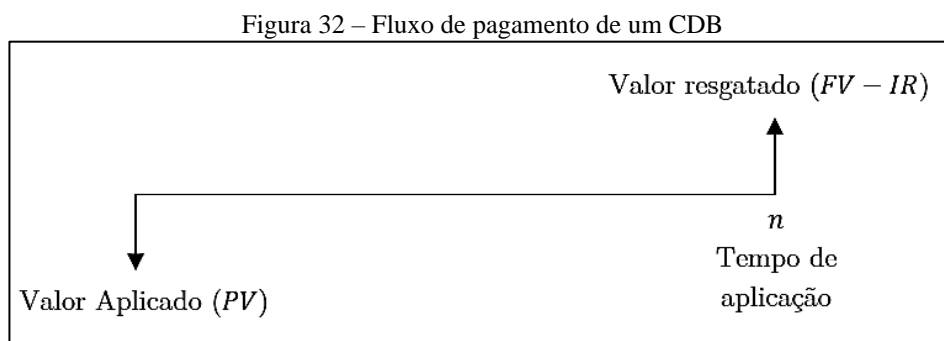 Figura 32 – Fluxo de pagamento de um CDB
Valor resgatado (FV − IR)
n
Tempo de
aplicação
Valor Aplicado (PV)